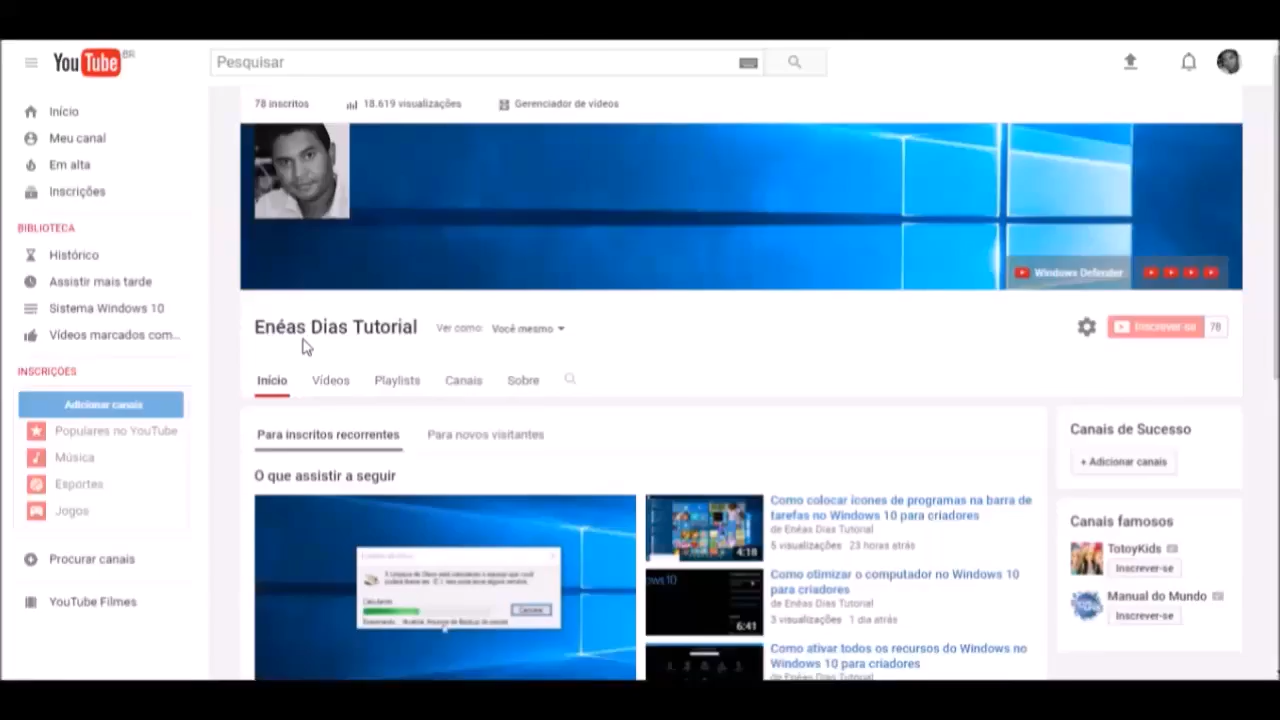 YouTube BR
Pesquisar
Início
Meu canal
Em alta
Inscrições
BIBLIOTECA
Histórico
Assistir mais tarde
Sistema Windows 10
Vídeos marcados com...
INSCRIÇÕES
Adicionar canais
Populares no YouTube
Música
Esportes
Jogos
Procurar canais
YouTube Filmes
78 inscritos
18.619 visualizações
Gerenciador de vídeos
Windows Defender
Enéas Dias Tutorial
Ver como: Você mesmo
Inscrever-se 78
Início
Vídeos
Playlists
Canais
Sobre
Para inscritos recorrentes
Para novos visitantes
O que assistir a seguir
Cancelar
4:18
Como colocar ícones de programas na barra de
tarefas no Windows 10 para criadores
de Enéas Dias Tutorial
5 visualizações 23 horas atrás
6:41
Como otimizar o computador no Windows 10
para criadores
de Enéas Dias Tutorial
3 visualizações 1 dia atrás
Como ativar todos os recursos do Windows no
Windows 10 para criadores
de Enéas Dias Tutorial
Canais de Sucesso
+ Adicionar canais
Canais famosos
TotoyKids
Inscrever-se
Manual do Mundo
Inscrever-se